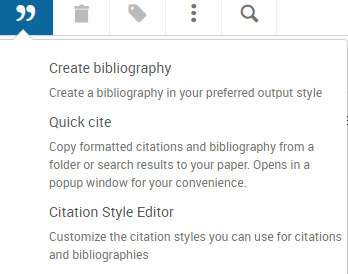 Create bibliography
Create a bibliography in your preferred output style
Quick cite
Copy formatted citations and bibliography from a
folder or search results to your paper. Opens in a
popup window for your convenience.
Citation Style Editor
Customize the citation styles you can use for citations
and bibliographies